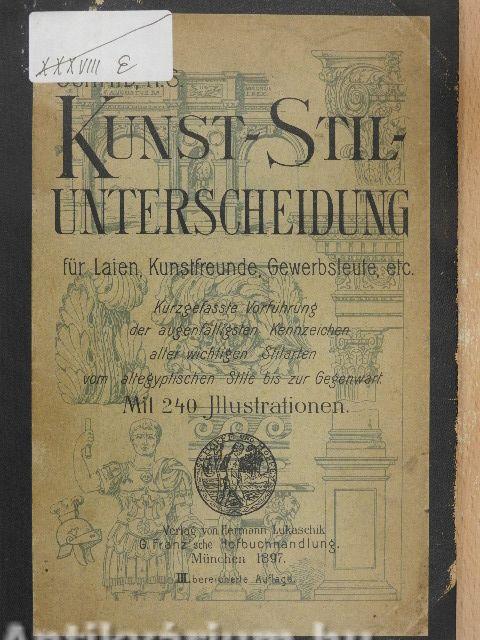 XXXVIII E
KUNST-STIL-
UNTERSCHEIDUNG
für Laien, Kunstfreunde, Gewerbsleute, etc.
Kurzgefasste Vorführung
der augenfälligsten Kennzeichen
aller wichtigen Stilarten
vom altegyptischen Stile bis zur Gegenwart
Mit 240 Jllustrationen.
Verlag von Hermann Lukaschik
G. Franz'sche Hofbuchhandlung.
München 1897.
III. bereicherte Auflage.